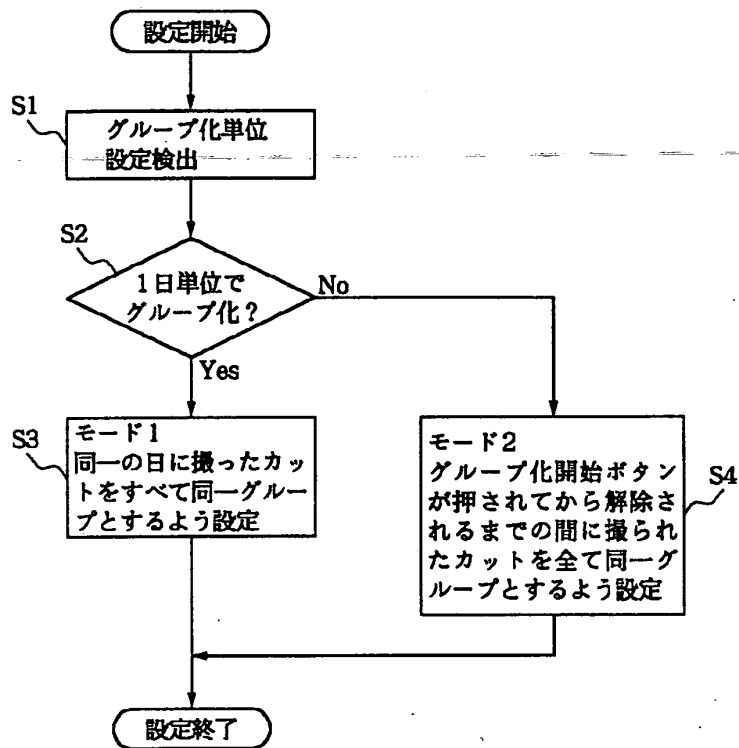 設定開始
S1
グループ化単位
設定検出
S2
1日単位で
グループ化？
No
Yes
S3
モード1
同一の日に撮ったカッ
トをすべて同一グルー
プとするよう設定
S4
モード2
グループ化開始ボタン
が押されてから解除さ
れるまでの間に撮られ
たカットを全て同一グ
ループとするよう設定
設定終了